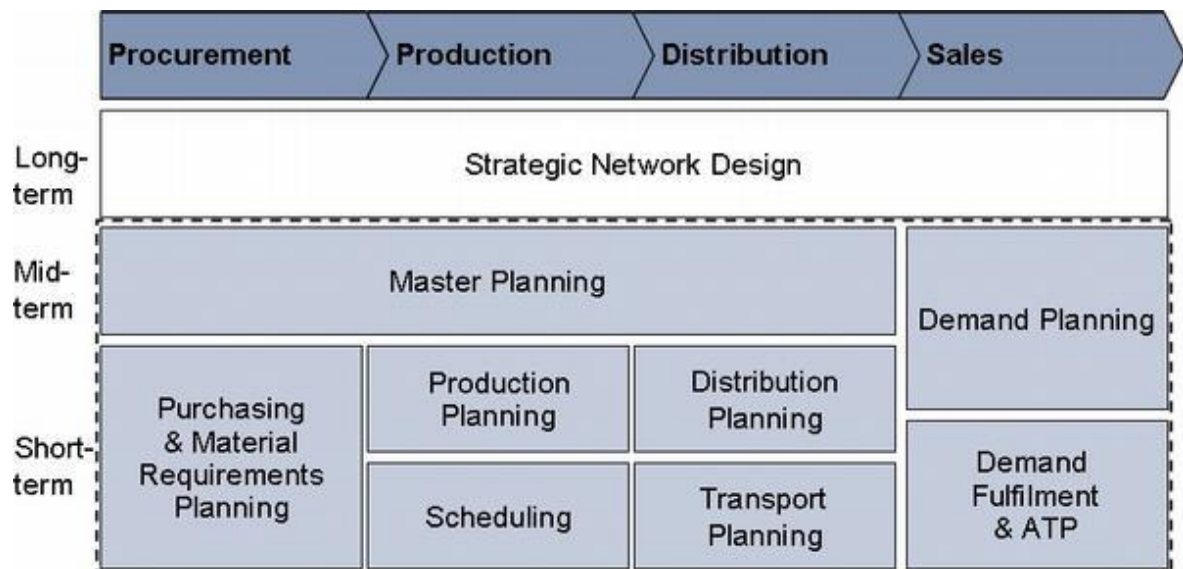 Procurement
Production
Distribution
Sales
Long-
term
Strategic Network Design
Mid-
term
Master Planning
Demand Planning
Short-
term
Purchasing
& Material
Requirements
Planning
Production
Planning
Distribution
Planning
Scheduling
Transport
Planning
Demand
Fulfilment
& ATP